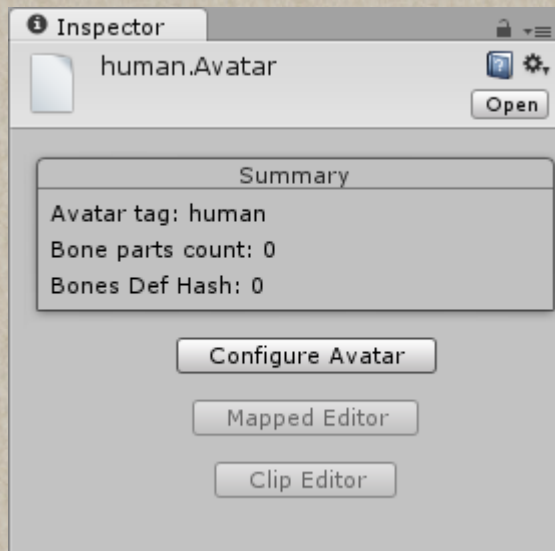 Inspector
human.Avatar
Open
Summary
Avatar tag: human
Bone parts count: 0
Bones Def Hash: 0
Configure Avatar
Mapped Editor
Clip Editor